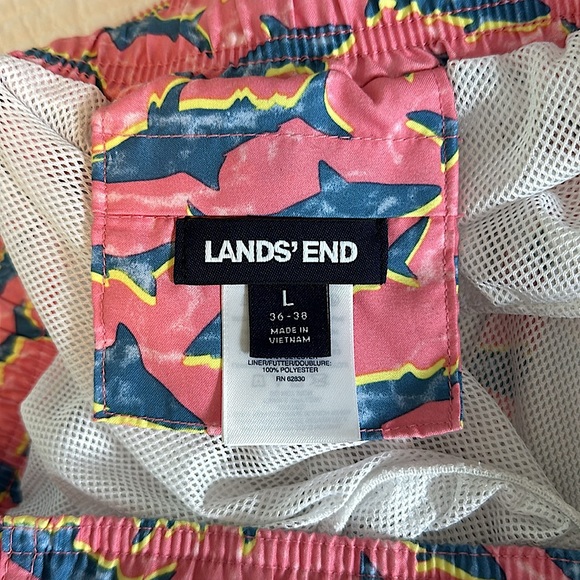 LANDS' END
L
36-38
MADE IN
VIETNAM
LINER/FUTTER/DOUBLURE:
100% POLYESTER
RN 62830